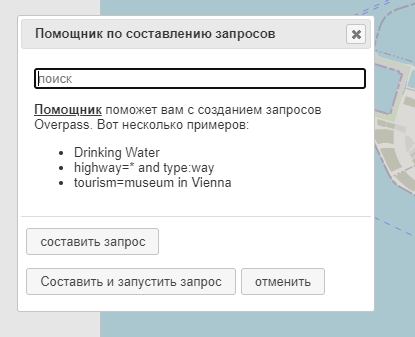 Помощник по составлению запросов
поиск
Помощник поможет вам с созданием запросов
Overpass. Вот несколько примеров:
• Drinking Water
• highway=* and type:way
• tourism=museum in Vienna
составить запрос
Составить и запустить запрос отменить